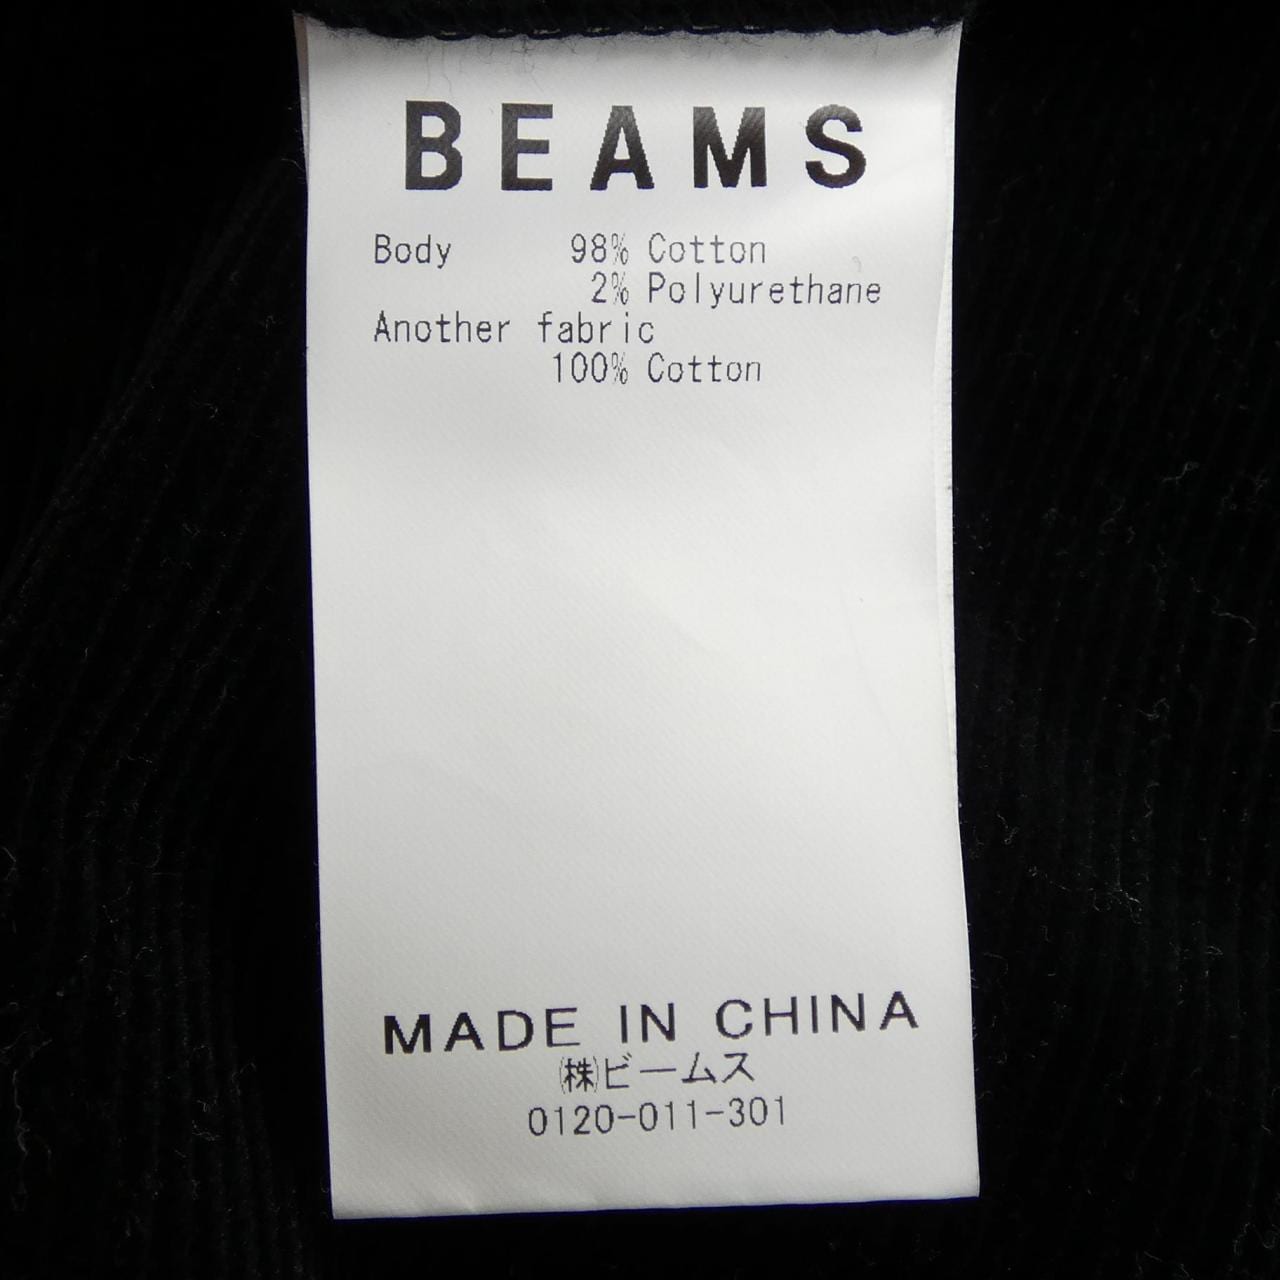 BEAMS
Body 98% Cotton
2% Polyurethane
Another fabric
100% Cotton
MADE IN CHINA
㈱ビームス
0120-011-301